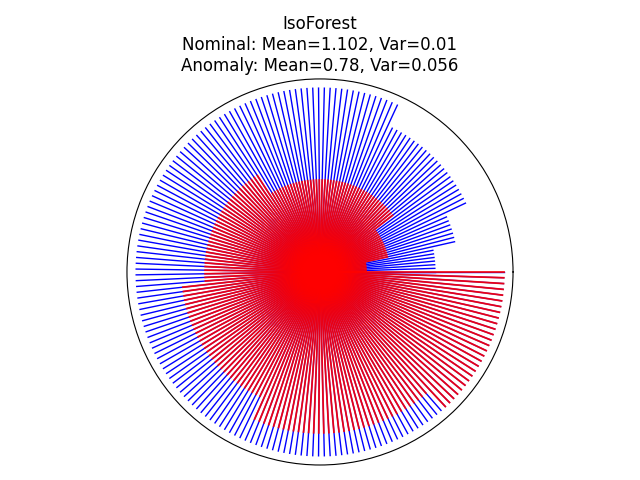 IsoForest
Nominal: Mean=1.102, Var=0.01
Anomaly: Mean=0.78, Var=0.056